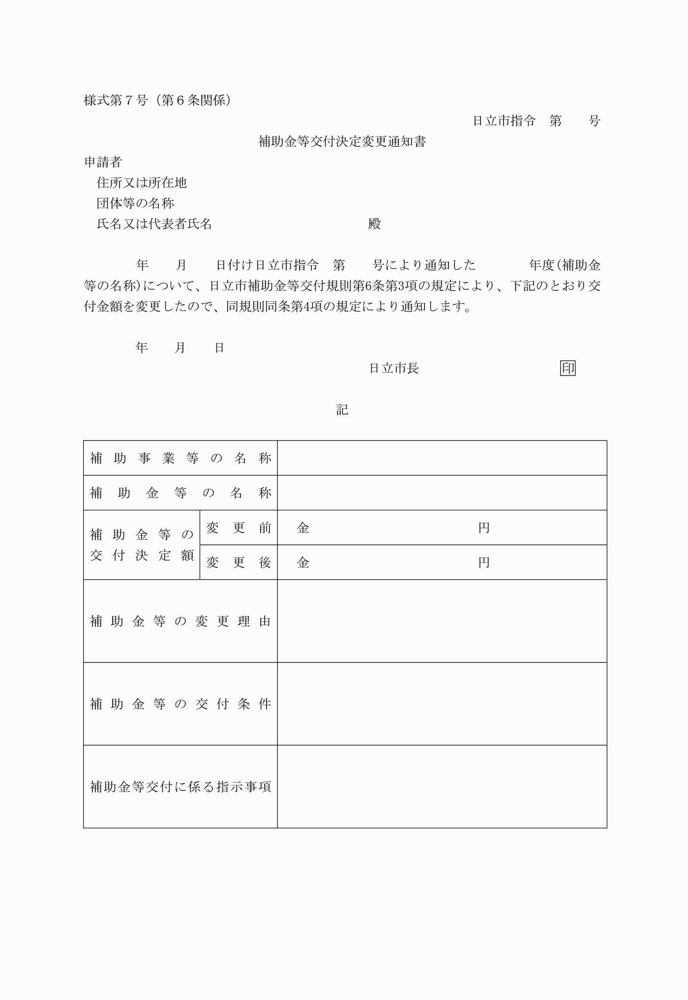 様式第７号（第６条関係）
日立市指令　第　　号
補助金等交付決定変更通知書
申請者
住所又は所在地
団体等の名称
氏名又は代表者氏名　　　　　　　　　　　　殿
年　　月　　日付け日立市指令　第　　号により通知した　　　　年度(補助金
等の名称)について、日立市補助金等交付規則第6条第3項の規定により、下記のとおり交
付金額を変更したので、同規則同条第4項の規定により通知します。
年　　月　　日
日立市長　　　　　　　　　　　印
記
補助事業等の名称
補助金等の名称
補助金等の
交付決定額
変更前　金　　　　　　　　　　　　　円
変更後　金　　　　　　　　　　　　　円
補助金等の変更理由
補助金等の交付条件
補助金等交付に係る指示事項